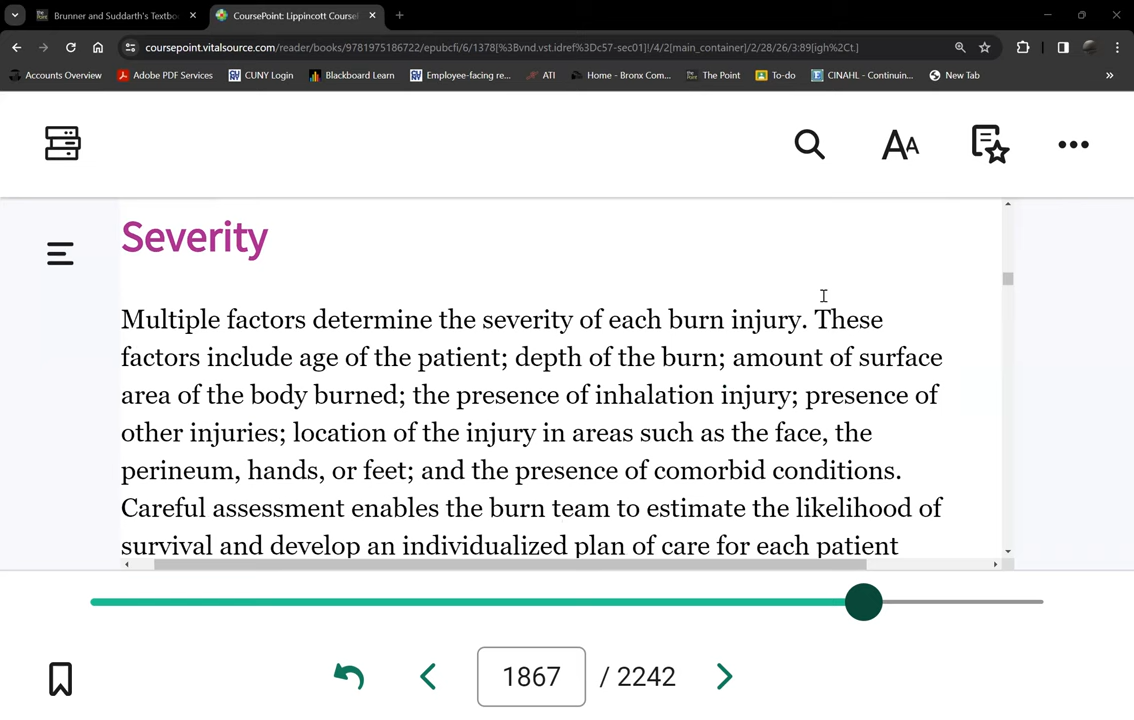 Brunner and Suddarth's Textbo
CoursePoint: Lippincott Coursel
coursepoint.vitalsource.com/reader/books/9781975186722/epubcfi/6/1378[%3Bvnd.vst.idref%3Dc57-sec01]!/4/2[main_container]/2/28/26/3:89[igh%2Ct.]
Accounts Overview
Adobe PDF Services
CUNY Login
Blackboard Learn
Employee-facing re...
ATI
Home - Bronx Com...
The Point
To-do
CINAHL - Continuin...
New Tab
»
AA
Severity
Multiple factors determine the severity of each burn injury. These
factors include age of the patient; depth of the burn; amount of surface
area of the body burned; the presence of inhalation injury; presence of
other injuries; location of the injury in areas such as the face, the
perineum, hands, or feet; and the presence of comorbid conditions.
Careful assessment enables the burn team to estimate the likelihood of
survival and develop an individualized plan of care for each patient
1867 / 2242